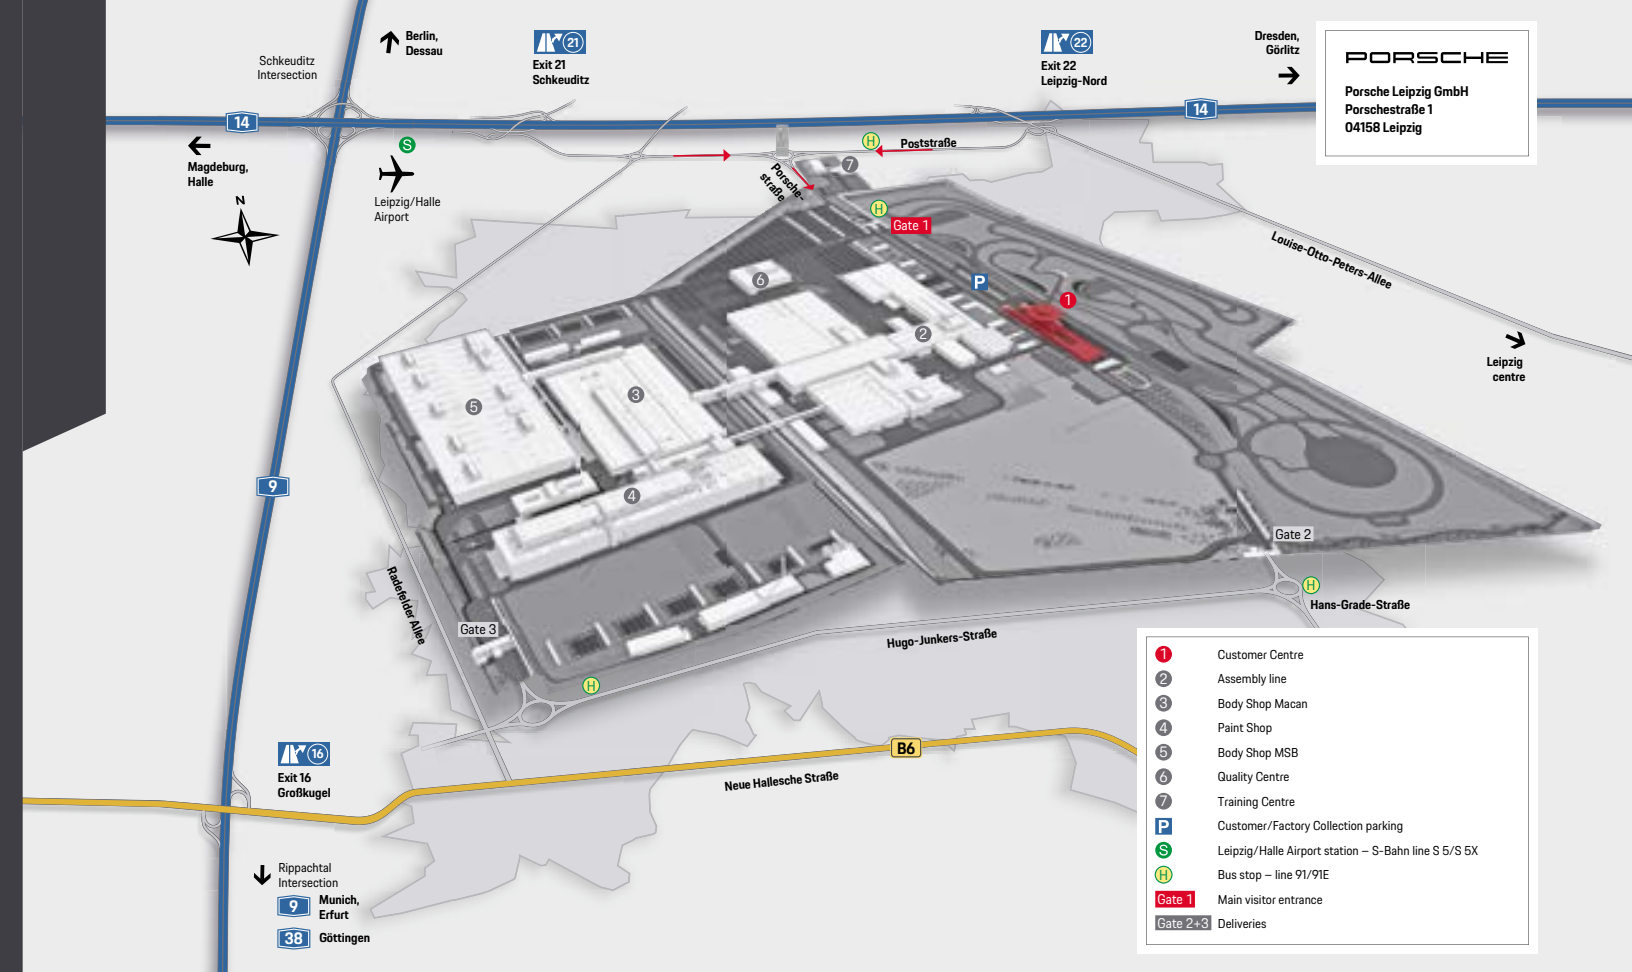 Berlin,
Dessau
21
Exit 21
Schkeuditz
22
Exit 22
Leipzig-Nord
Dresden,
Görlitz
PORSCHE
Porsche Leipzig GmbH
Porschestraße 1
04158 Leipzig
Schkeuditz
Intersection
14
14
Magdeburg,
Halle
S
Leipzig/Halle
Airport
N
H
Poststraße
Porsche-
straße
7
H
Gate 1
P
1
Louise-Otto-Peters-Allee
Leipzig
centre
6
2
3
5
4
9
Gate 2
H
Hans-Grade-Straße
Radefelder Allee
Gate 3
H
Hugo-Junkers-Straße
B6
Neue Hallesche Straße
16
Exit 16
Großkugel
Rippachtal
Intersection
9 Munich,
Erfurt
38 Göttingen
1 Customer Centre
2 Assembly line
3 Body Shop Macan
4 Paint Shop
5 Body Shop MSB
6 Quality Centre
7 Training Centre
P Customer/Factory Collection parking
S Leipzig/Halle Airport station – S-Bahn line S 5/S 5X
H Bus stop – line 91/91E
Gate 1 Main visitor entrance
Gate 2+3 Deliveries